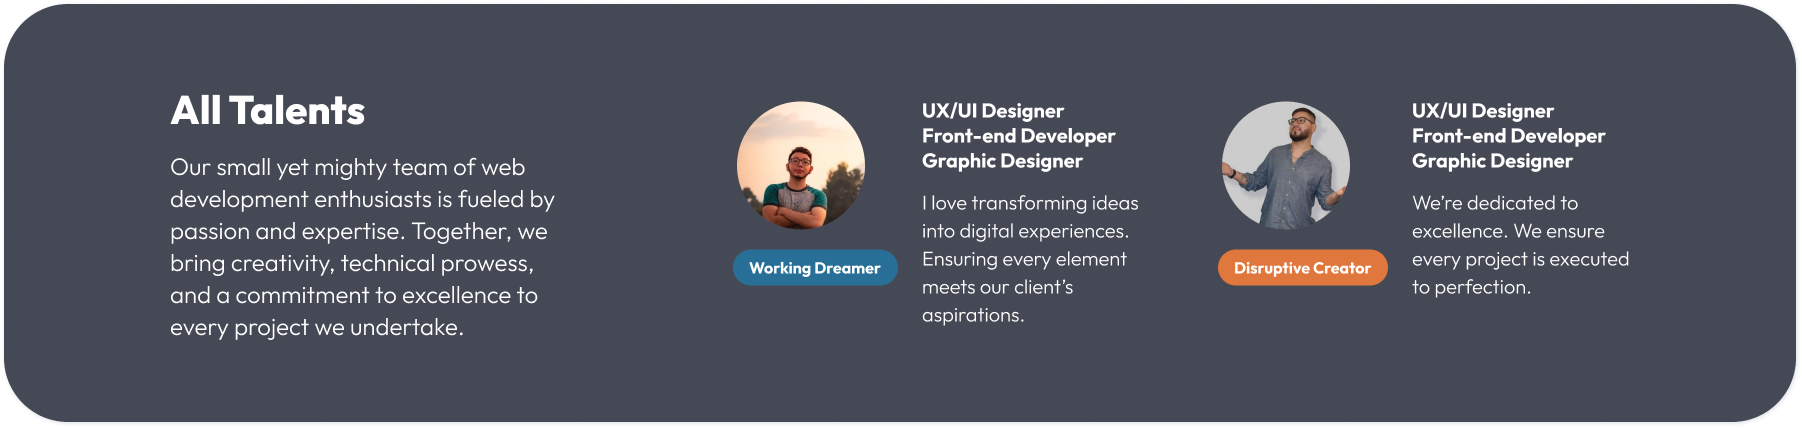 All Talents
Our small yet mighty team of web
development enthusiasts is fueled by
passion and expertise. Together, we
bring creativity, technical prowess,
and a commitment to excellence to
every project we undertake.
Working Dreamer
UX/UI Designer
Front-end Developer
Graphic Designer
I love transforming ideas
into digital experiences.
Ensuring every element
meets our client’s
aspirations.
Disruptive Creator
UX/UI Designer
Front-end Developer
Graphic Designer
We’re dedicated to
excellence. We ensure
every project is executed
to perfection.